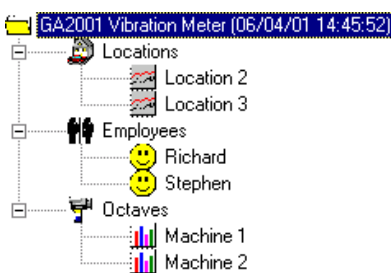 GA2001 Vibration Meter (06/04/01 14:45:52)
Locations
Location 2
Location 3
Employees
Richard
Stephen
Octaves
Machine 1
Machine 2